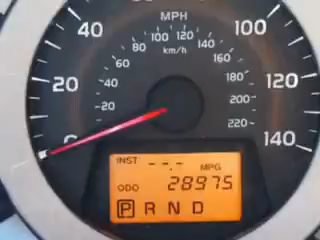 MPH
40 80 100 120 140 100
km/h
60 160
20 40 180 120
20 200
220
140
INST --.- MPG
ODO 28975
P R N D